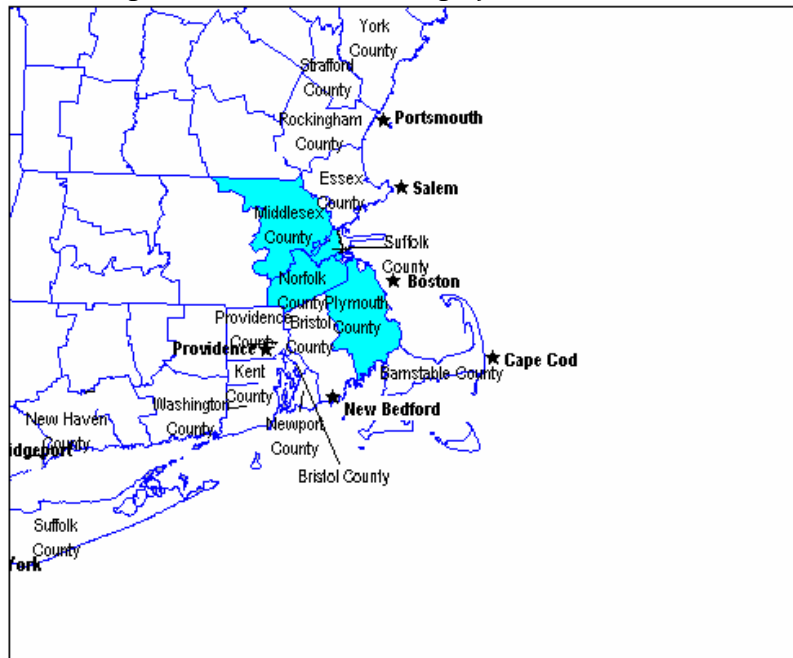 York
County
Strafford
County
Rockingham
County
Portsmouth
Essex
County
Salem
Middlesex
County
Suffolk
County
Boston
Norfolk
County
Plymouth
County
Providence
County
Bristol
County
Providence
Cape Cod
Kent
County
Barnstable County
Washington
County
New Bedford
New Haven
County
Newport
County
idgeport
Bristol County
Suffolk
County
York